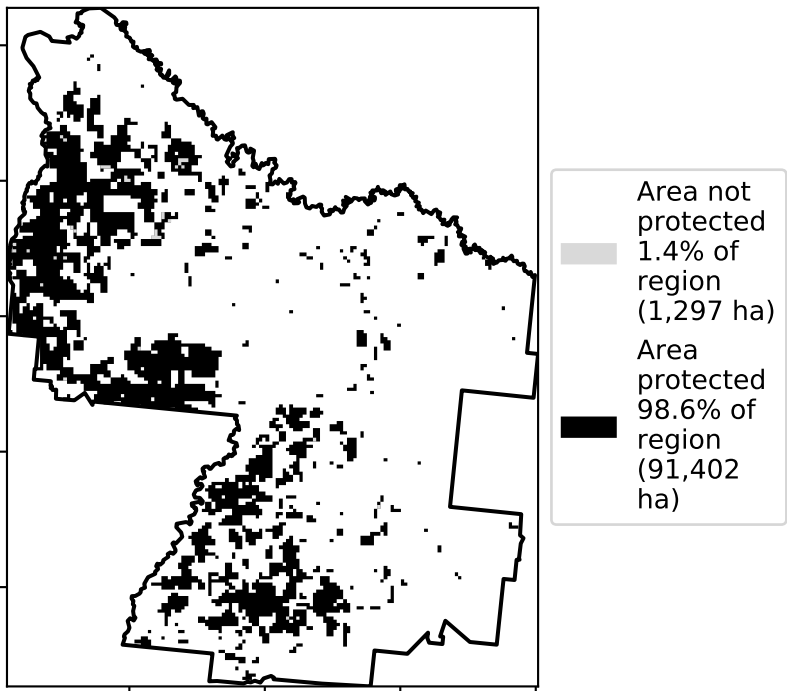 Area not
protected
1.4% of
region
(1,297 ha)
Area
protected
98.6% of
region
(91,402
ha)